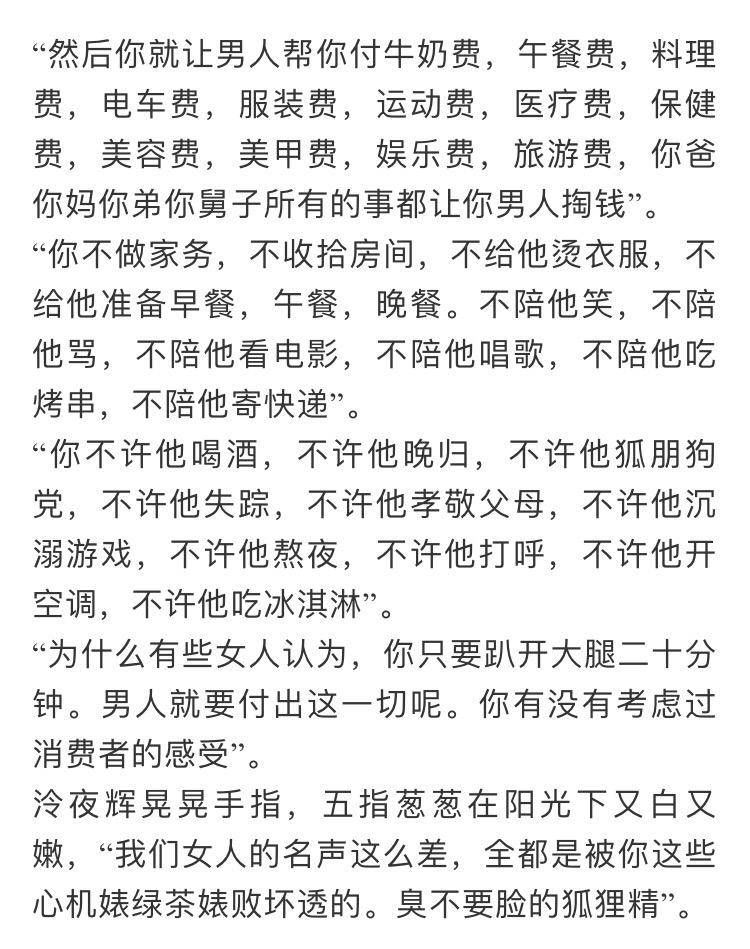 “然后你就让男人帮你付牛奶费，午餐费，料理
费，电车费，服装费，运动费，医疗费，保健
费，美容费，美甲费，娱乐费，旅游费，你爸
你妈你弟你舅子所有的事都让你男人掏钱”。
“你不做家务，不收拾房间，不给他烫衣服，不
给他准备早餐，午餐，晚餐。不陪他笑，不陪
他骂，不陪他看电影，不陪他唱歌，不陪他吃
烤串，不陪他寄快递”。
“你不许他喝酒，不许他晚归，不许他狐朋狗
党，不许他失踪，不许他孝敬父母，不许他沉
溺游戏，不许他熬夜，不许他打呼，不许他开
空调，不许他吃冰淇淋”。
“为什么有些女人认为，你只要趴开大腿二十分
钟。男人就要付出这一切呢。你有没有考虑过
消费者的感受”。
泠夜辉晃晃手指，五指葱葱在阳光下又白又
嫩，“我们女人的名声这么差，全都是被你这些
心机婊绿茶婊败坏透的。臭不要脸的狐狸精”。